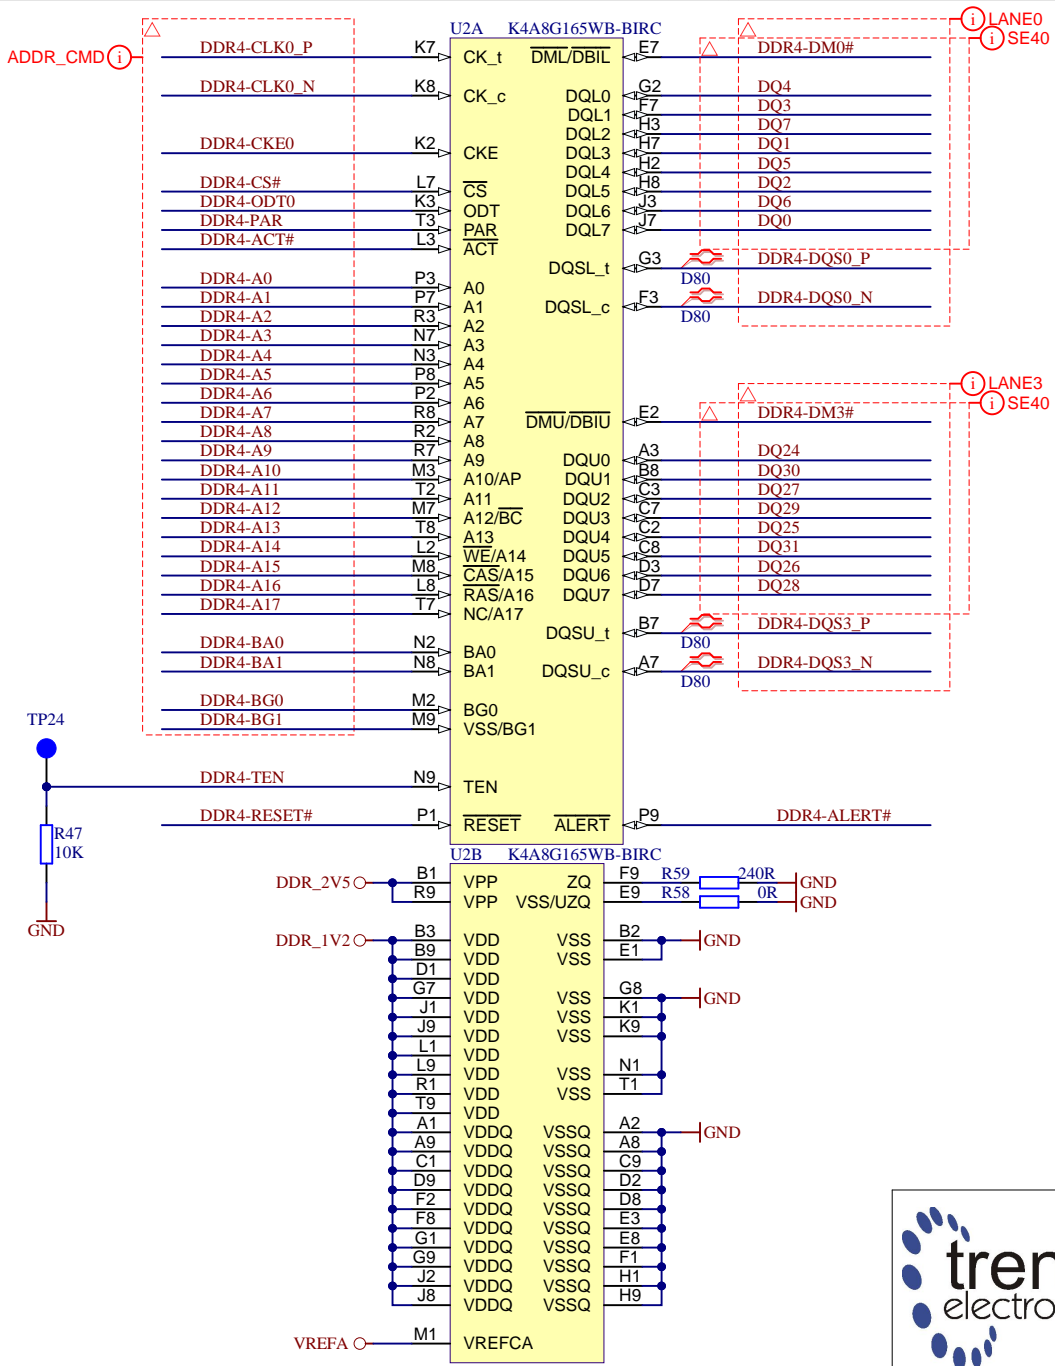 U2A K4A8G165WB-BIRC
LANE0
SE40
ADDR_CMD i
DDR4-CLK0_P K7 CK_t DML/DBIL E7 DDR4-DM0#
DDR4-CLK0_N K8 CK_c DQL0 G2 DQ4
DQL1 F7 DQ3
DQL2 H3 DQ7
DDR4-CKE0 K2 CKE DQL3 H7 DQ1
DQL4 H2 DQ5
DDR4-CS# L7 CS DQL5 H8 DQ2
DDR4-ODT0 K3 ODT DQL6 J3 DQ6
DDR4-PAR T3 PAR DQL7 J7 DQ0
DDR4-ACT# L3 ACT
DQSL_t G3 D80 DDR4-DQS0_P
DDR4-A0 P3 A0
DDR4-A1 P7 A1 DQSL_c F3 D80 DDR4-DQS0_N
DDR4-A2 R3 A2
DDR4-A3 N7 A3
DDR4-A4 N3 A4
DDR4-A5 P8 A5
i LANE3
DDR4-A6 P2 A6
i SE40
DDR4-A7 R8 A7 DMU/DBIU E2 DDR4-DM3#
DDR4-A8 R2 A8
DDR4-A9 R7 A9 DQU0 A3 DQ24
DDR4-A10 M3 A10/AP DQU1 B8 DQ30
DDR4-A11 T2 A11 DQU2 C3 DQ27
DDR4-A12 M7 A12/BC DQU3 C7 DQ29
DDR4-A13 T8 A13 DQU4 C2 DQ25
DDR4-A14 L2 WE/A14 DQU5 C8 DQ31
DDR4-A15 M8 CAS/A15 DQU6 D3 DQ26
DDR4-A16 L8 RAS/A16 DQU7 D7 DQ28
DDR4-A17 T7 NC/A17
DQSU_t B7 D80 DDR4-DQS3_P
DDR4-BA0 N2 BA0
DDR4-BA1 N8 BA1 DQSU_c A7 D80 DDR4-DQS3_N
DDR4-BG0 M2 BG0
DDR4-BG1 M9 VSS/BG1
TP24
DDR4-TEN N9 TEN
DDR4-RESET# P1 RESET ALERT P9 DDR4-ALERT#
R47
10K
GND
U2B K4A8G165WB-BIRC
DDR_2V5 B1 VPP ZQ F9 R59 240R GND
R9 VPP VSS/UZQ E9 R58 0R GND
DDR_1V2 B3 VDD VSS B2 GND
B9 VDD VSS E1
D1 VDD
G7 VDD VSS G8 GND
J1 VDD VSS K1
J9 VDD VSS K9
L1 VDD
L9 VDD VSS N1
R1 VDD VSS T1
T9 VDD
A1 VDDQ VSSQ A2 GND
A9 VDDQ VSSQ A8
C1 VDDQ VSSQ C9
D9 VDDQ VSSQ D2
F2 VDDQ VSSQ D8
F8 VDDQ VSSQ E3
G1 VDDQ VSSQ E8
G9 VDDQ VSSQ F1
J2 VDDQ VSSQ H1
J8 VDDQ VSSQ H9
VREFA M1 VREFCA
tren
electro